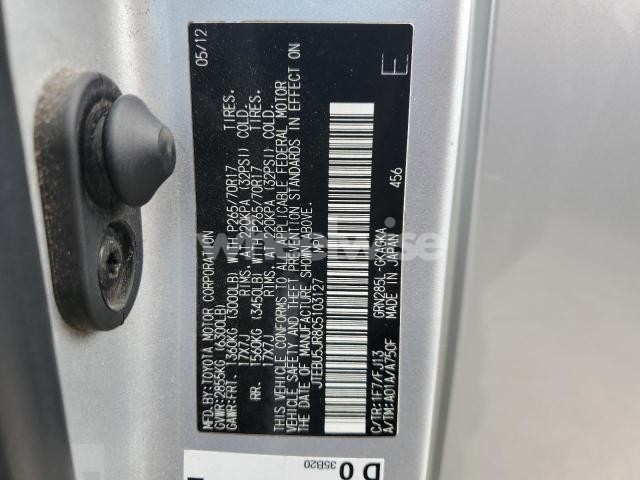 MFD.BY:TOYOTA MOTOR CORPORATION 05/12
GVWR:2855KG(6300LB)
GAWR:FRT. 1360KG (3000LB) WITH P265/70R17 TIRES.
17X7J RIMS. AT 220KPA (32PSI) COLD.
RR. 1560KG (3450LB) WITH P265/70R17 TIRES.
17X7J RIMS. AT 220KPA (32PSI) COLD.
THIS VEHICLE CONFORMS TO ALL APPLICABLE FEDERAL MOTOR
VEHICLE SAFETY AND THEFT PREVENTION STANDARDS IN EFFECT ON
THE DATE OF MANUFACTURE SHOWN ABOVE.
JTEBU5JR8C5103127 MPV
E
456
C/TR:1F7/FJ13 GRN285L-GKAGKA
A/TM:A01A/A750F MADE IN JAPAN
D 0
35B20